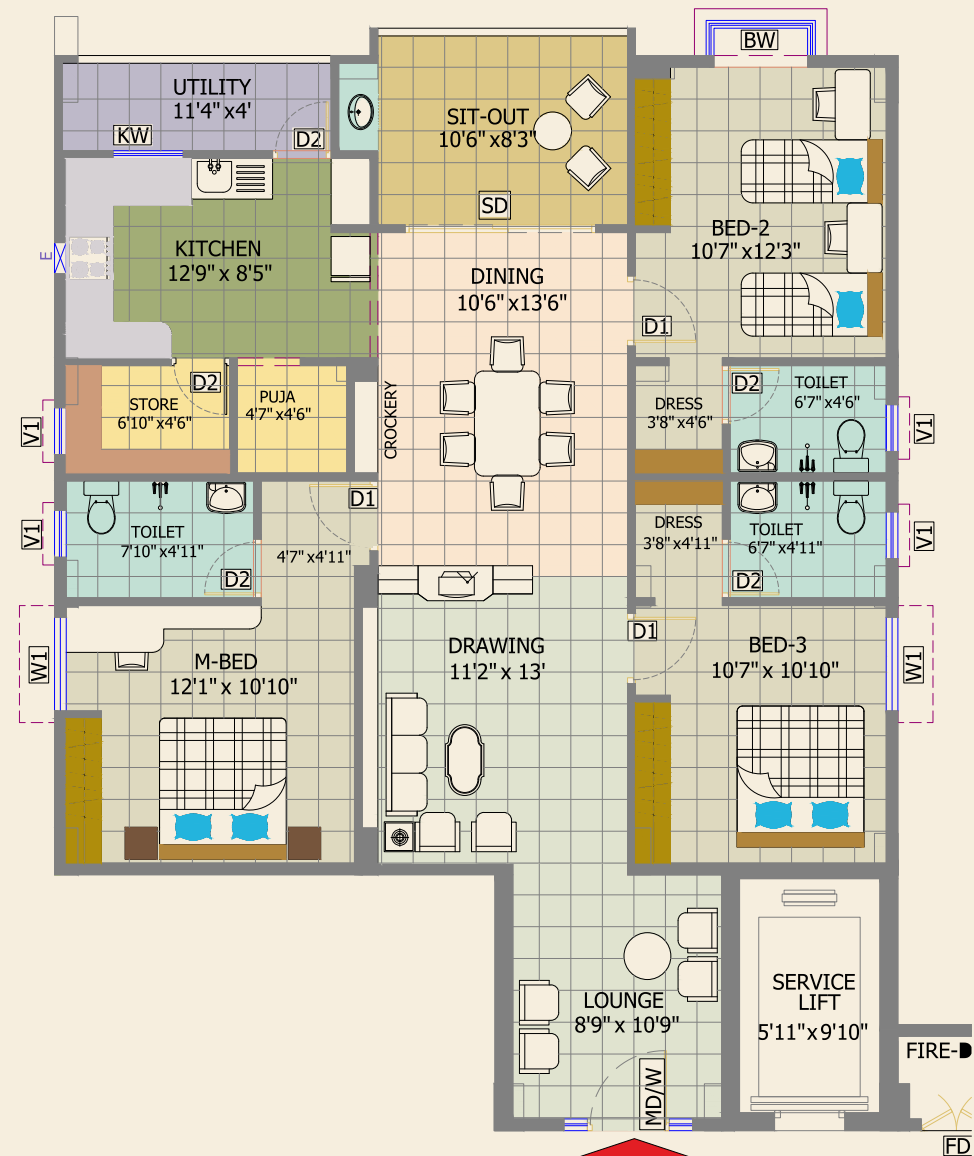 BW
UTILITY
11'4" x4'
KW
D2
SIT-OUT
10'6" x8'3"
SD
BED-2
10'7" x12'3"
E
KITCHEN
12'9" x 8'5"
DINING
10'6" x13'6"
D1
D2
STORE
6'10" x4'6"
PUJA
4'7" x4'6"
CROCKERY
DRESS
3'8" x4'6"
D2
TOILET
6'7" x4'6"
V1
V1
D1
TOILET
7'10" x4'11"
4'7" x4'11"
D2
V1
DRESS
3'8" x4'11"
TOILET
6'7" x4'11"
D2
V1
D1
W1
M-BED
12'1" x 10'10"
DRAWING
11'2" x 13'
BED-3
10'7" x 10'10"
W1
LOUNGE
8'9" x 10'9"
MD/W
SERVICE
LIFT
5'11" x 9'10"
FIRE-
FD